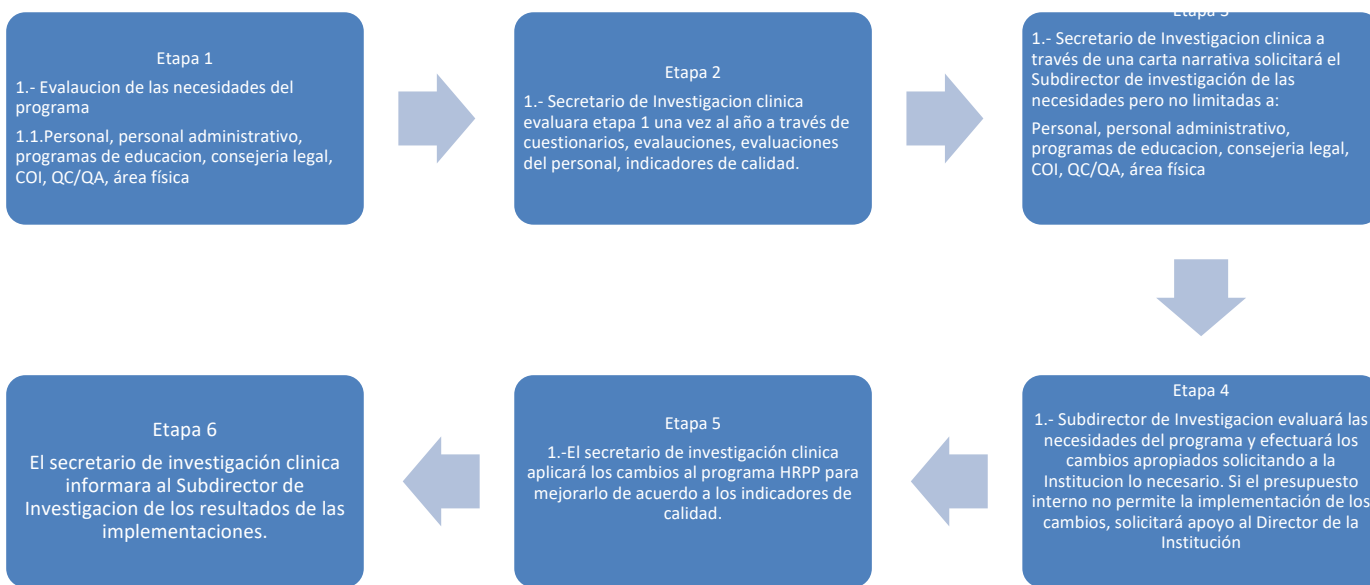 Etapa 1
1.- Evalaucion de las necesidades del
programa
1.1.Personal, personal administrativo,
programas de educacion, consejeria legal,
COI, QC/QA, área física
Etapa 2
1.- Secretario de Investigacion clinica
evaluara etapa 1 una vez al año a través de
cuestionarios, evalauciones, evaluaciones
del personal, indicadores de calidad.
Etapa 3
1.- Secretario de Investigacion clinica a
través de una carta narrativa solicitará el
Subdirector de investigación de las
necesidades pero no limitadas a:
Personal, personal administrativo,
programas de educacion, consejeria legal,
COI, QC/QA, área física
Etapa 4
1.- Subdirector de Investigacion evaluará las
necesidades del programa y efectuará los
cambios apropiados solicitando a la
Institucion lo necesario. Si el presupuesto
interno no permite la implementación de los
cambios, solicitará apoyo al Director de la
Institución
Etapa 5
1.-El secretario de investigación clinica
aplicará los cambios al programa HRPP para
mejorarlo de acuerdo a los indicadores de
calidad.
Etapa 6
El secretario de investigación clinica
informara al Subdirector de
Investigacion de los resultados de las
implementaciones.